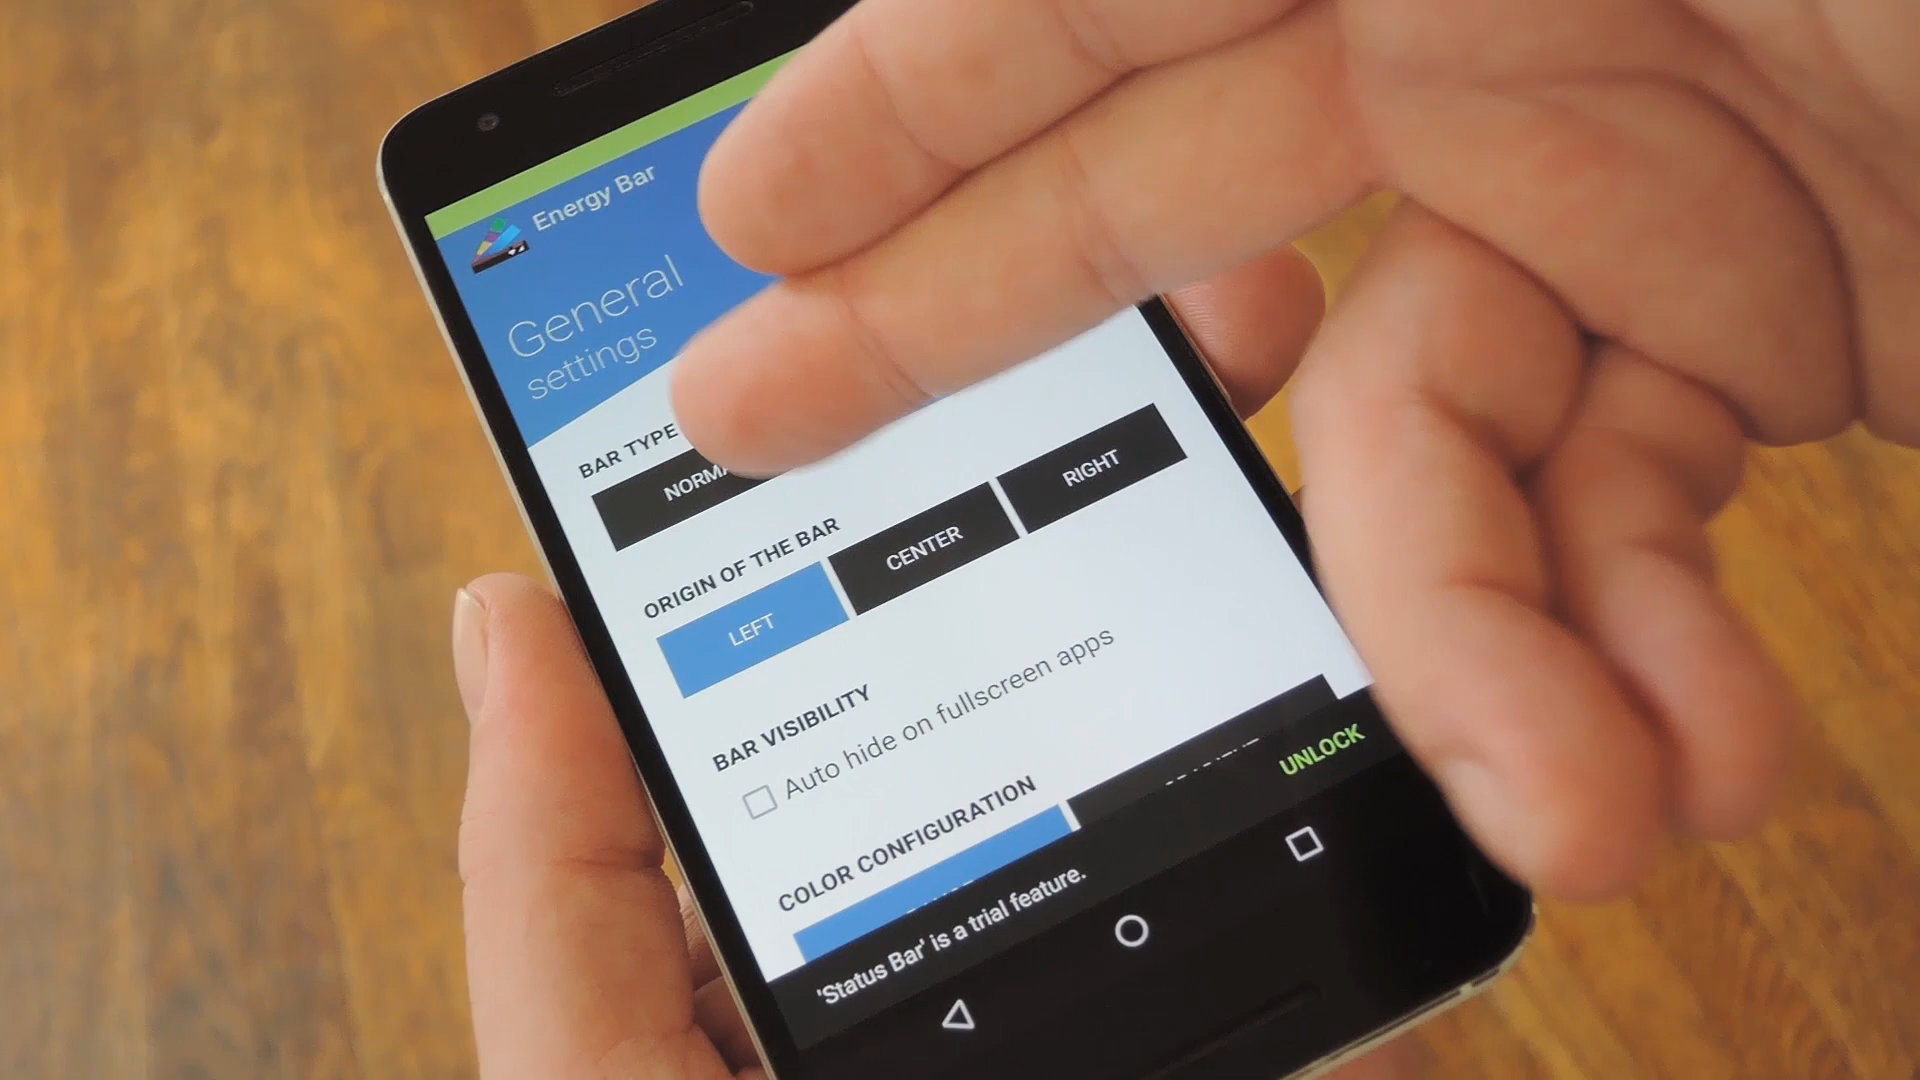 Energy Bar
General
settings
BAR TYPE
ORIGIN OF THE BAR
LEFT CENTER RIGHT
BAR VISIBILITY
Auto hide on fullscreen apps
COLOR CONFIGURATION
'Status Bar' is a trial feature. UNLOCK